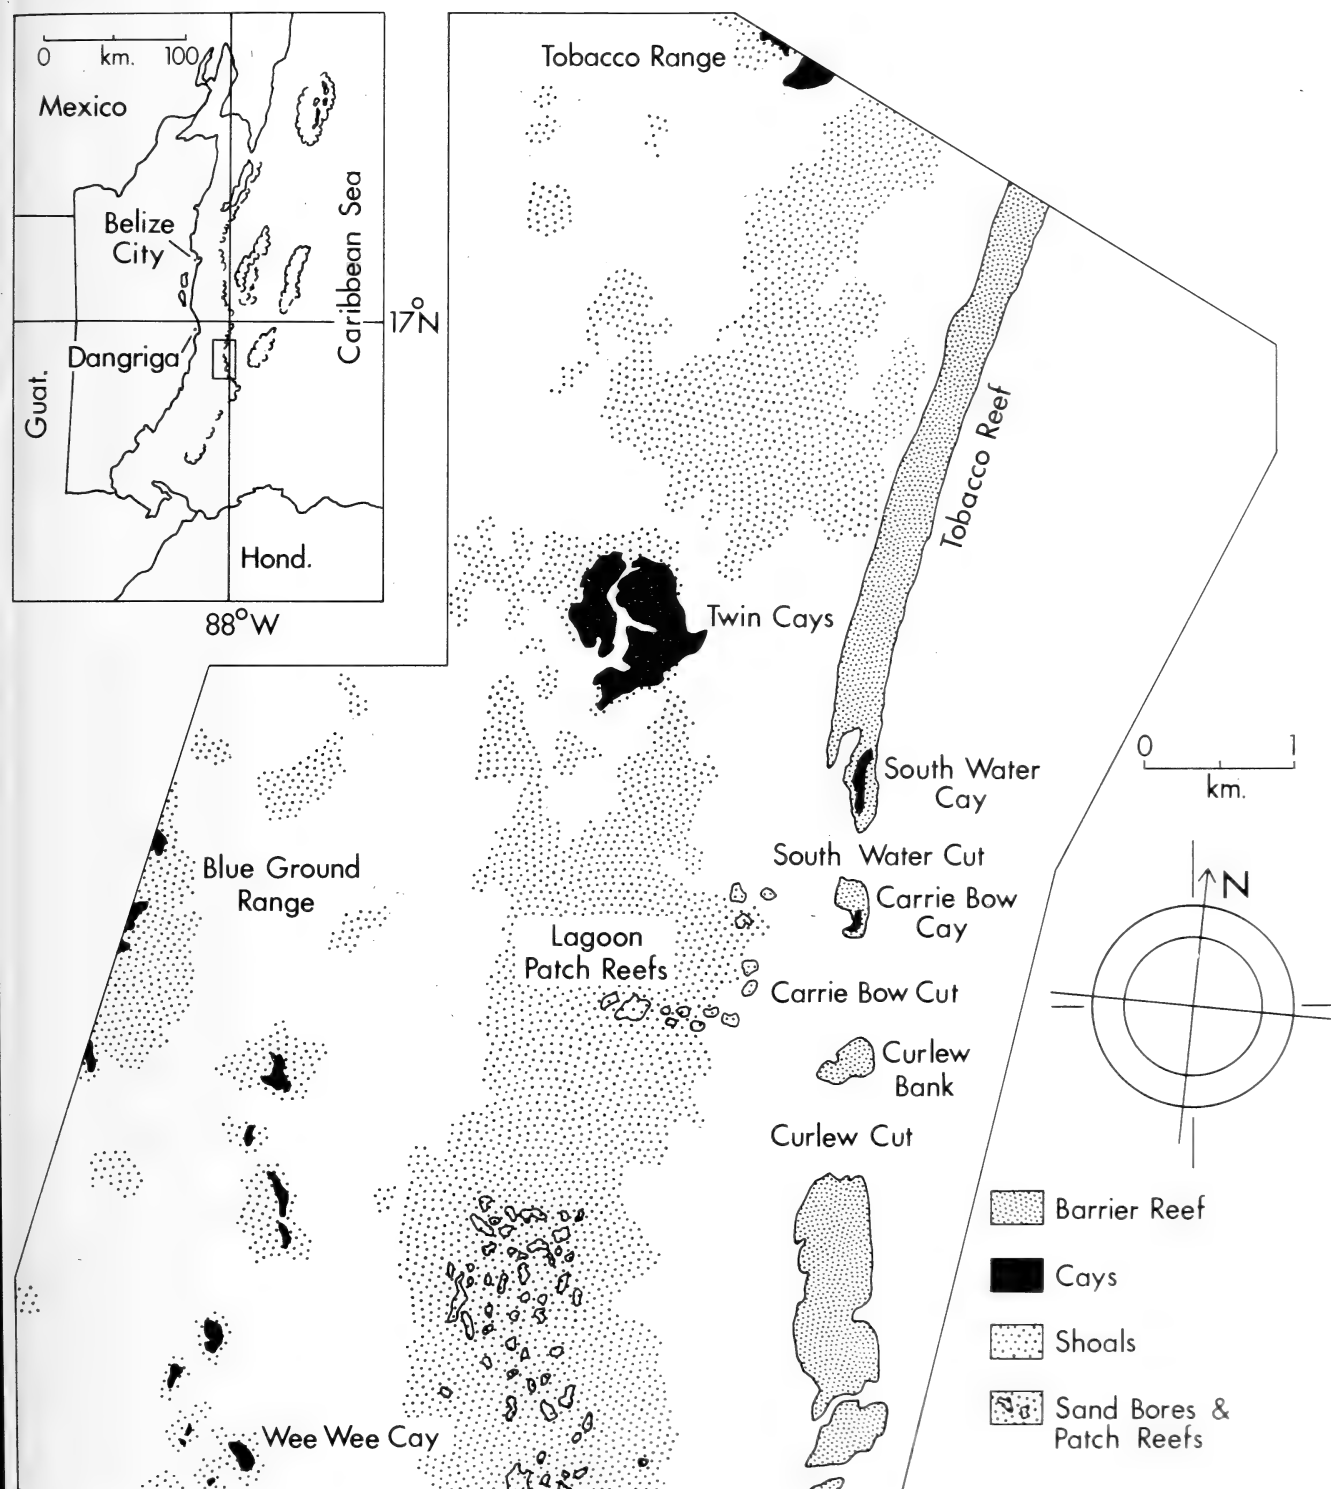 0 km. 100
Mexico
Belize
City
Caribbean Sea
17°N
Dangriga
Guat.
Hond.
88°W
Tobacco Range
Tobacco Reef
Twin Cays
0 1
km.
South Water
Cay
South Water Cut
Blue Ground
Range
Carrie Bow
Cay
N
Lagoon
Patch Reefs
Carrie Bow Cut
Curlew
Bank
Curlew Cut
Barrier Reef
Cays
Shoals
Sand Bores &
Patch Reefs
Wee Wee Cay